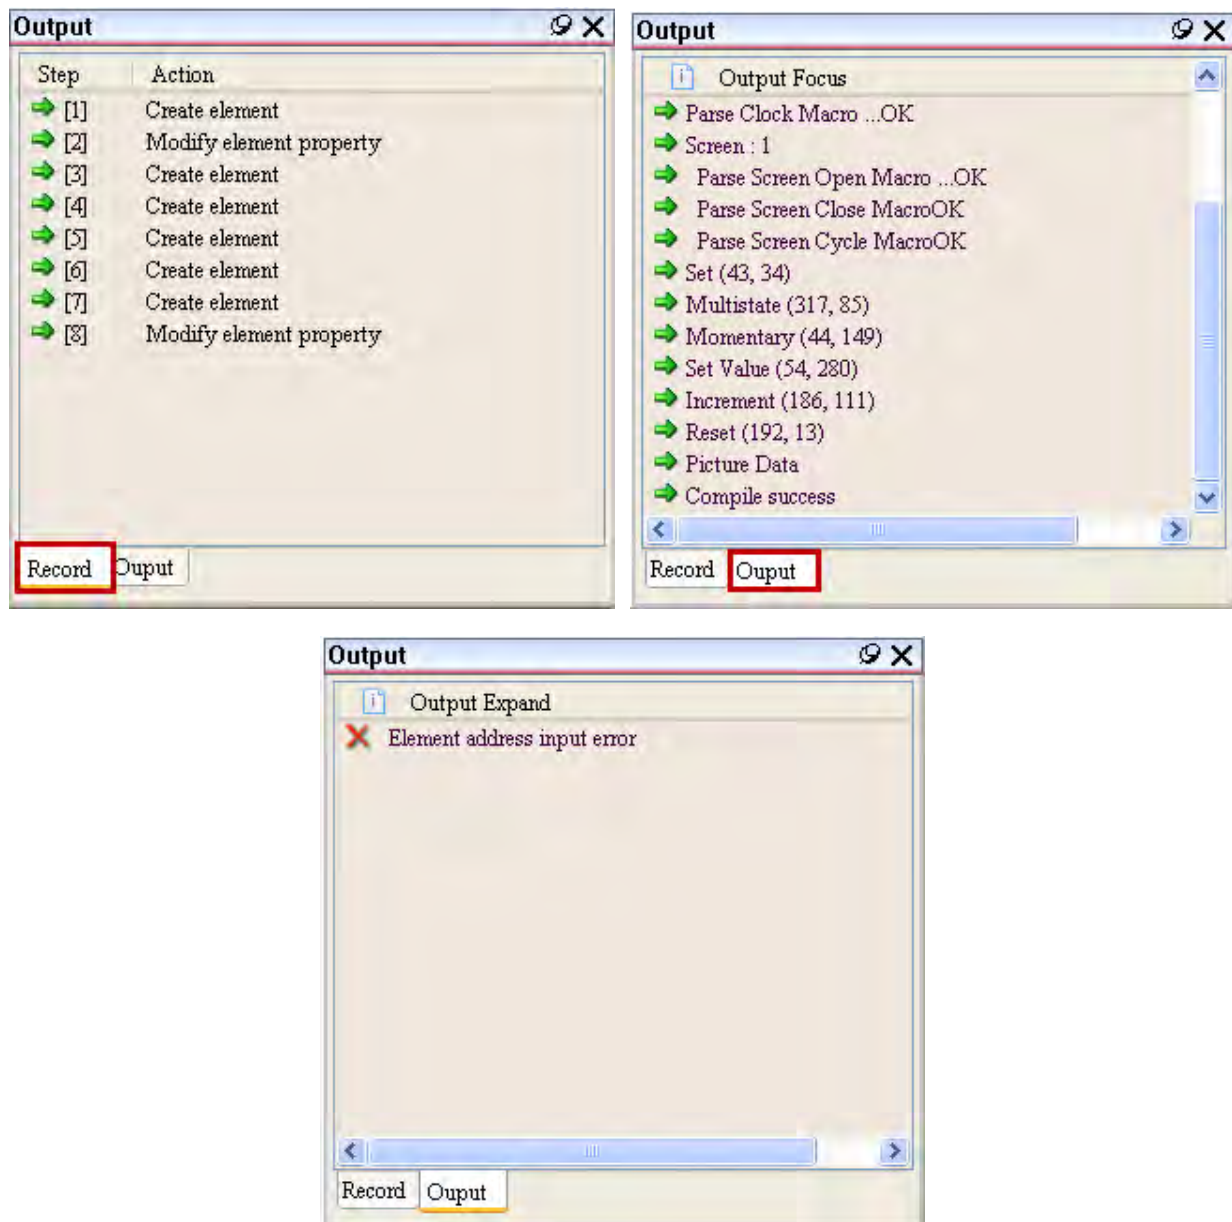 Output
Step Action
[1] Create element
[2] Modify element property
[3] Create element
[4] Create element
[5] Create element
[6] Create element
[7] Create element
[8] Modify element property
Record Ouput
Output
Output Focus
Parse Clock Macro ...OK
Screen : 1
Parse Screen Open Macro ...OK
Parse Screen Close MacroOK
Parse Screen Cycle MacroOK
Set (43, 34)
Multistate (317, 85)
Momentary (44, 149)
Set Value (54, 280)
Increment (186, 111)
Reset (192, 13)
Picture Data
Compile success
Record Ouput
Output
Output Expand
Element address input error
Record Ouput